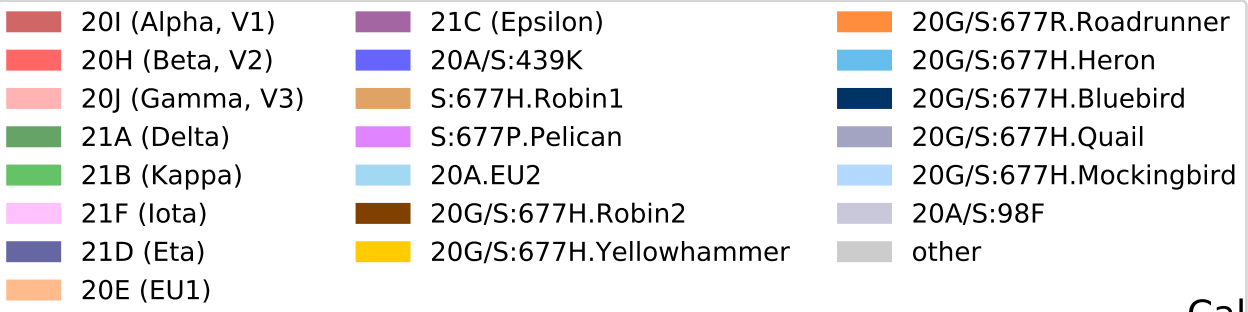 20I (Alpha, V1)
20H (Beta, V2)
20J (Gamma, V3)
21A (Delta)
21B (Kappa)
21F (Iota)
21D (Eta)
20E (EU1)
21C (Epsilon)
20A/S:439K
S:677H.Robin1
S:677P.Pelican
20A.EU2
20G/S:677H.Robin2
20G/S:677H.Yellowhammer
20G/S:677R.Roadrunner
20G/S:677H.Heron
20G/S:677H.Bluebird
20G/S:677H.Quail
20G/S:677H.Mockingbird
20A/S:98F
other